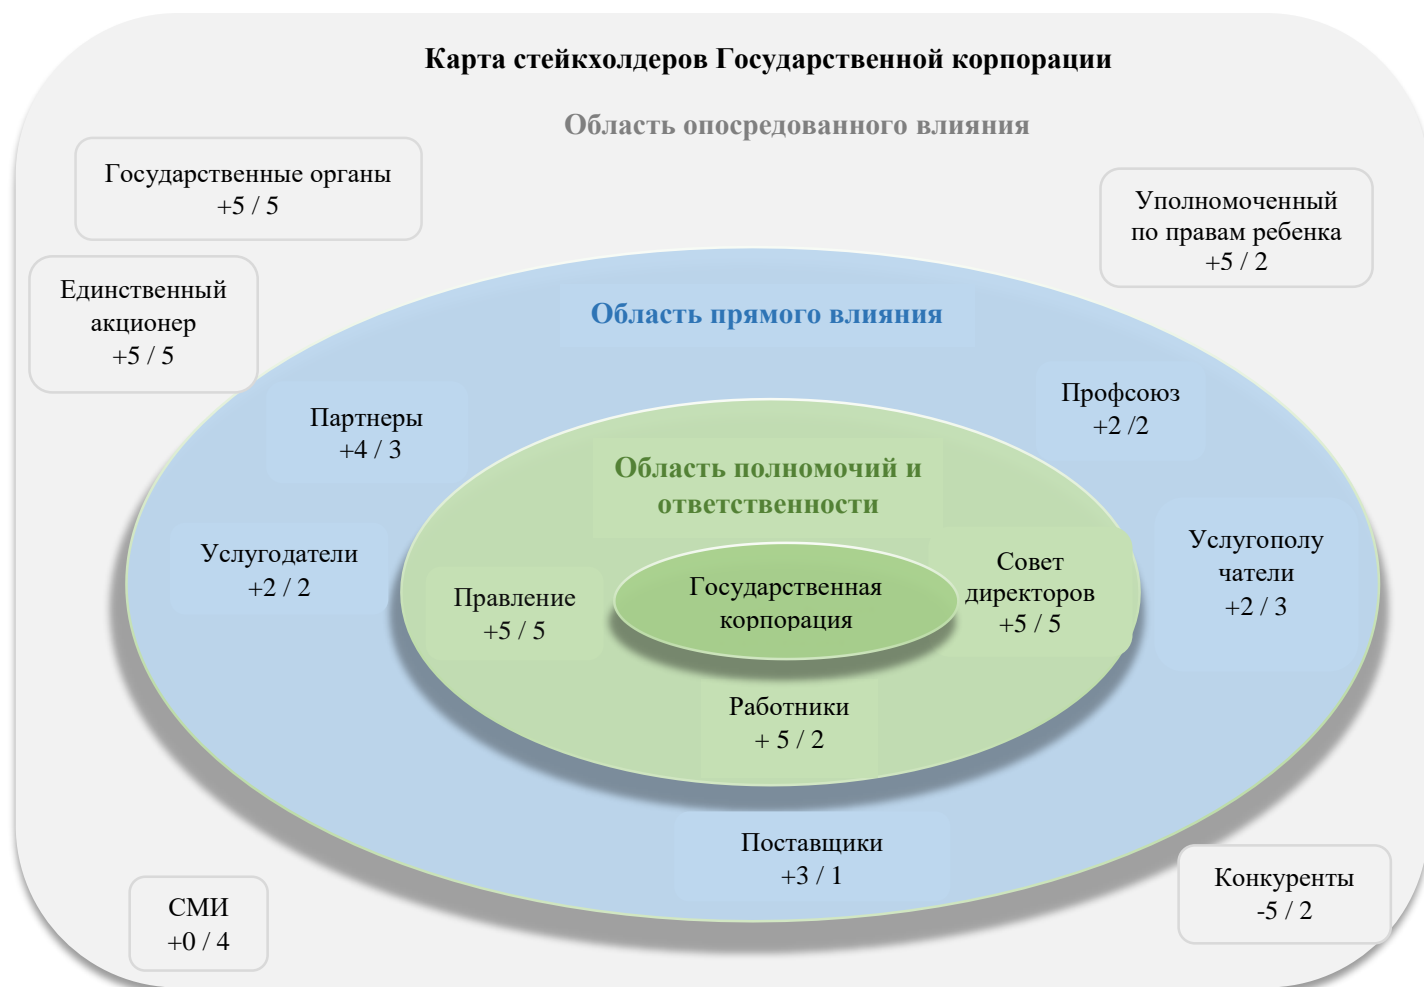 Карта стейкхолдеров Государственной корпорации
Область опосредованного влияния
Государственные органы
+5 / 5
Уполномоченный
по правам ребенка
+5 / 2
Единственный
акционер
+5 / 5
Область прямого влияния
Партнеры
+4 / 3
Профсоюз
+2 /2
Область полномочий и
ответственности
Услугодатели
+2 / 2
Услугополу
чатели
+2 / 3
Правление
+5 / 5
Государственная
корпорация
Совет
директоров
+5 / 5
Работники
+ 5 / 2
Поставщики
+3 / 1
СМИ
+0 / 4
Конкуренты
-5 / 2